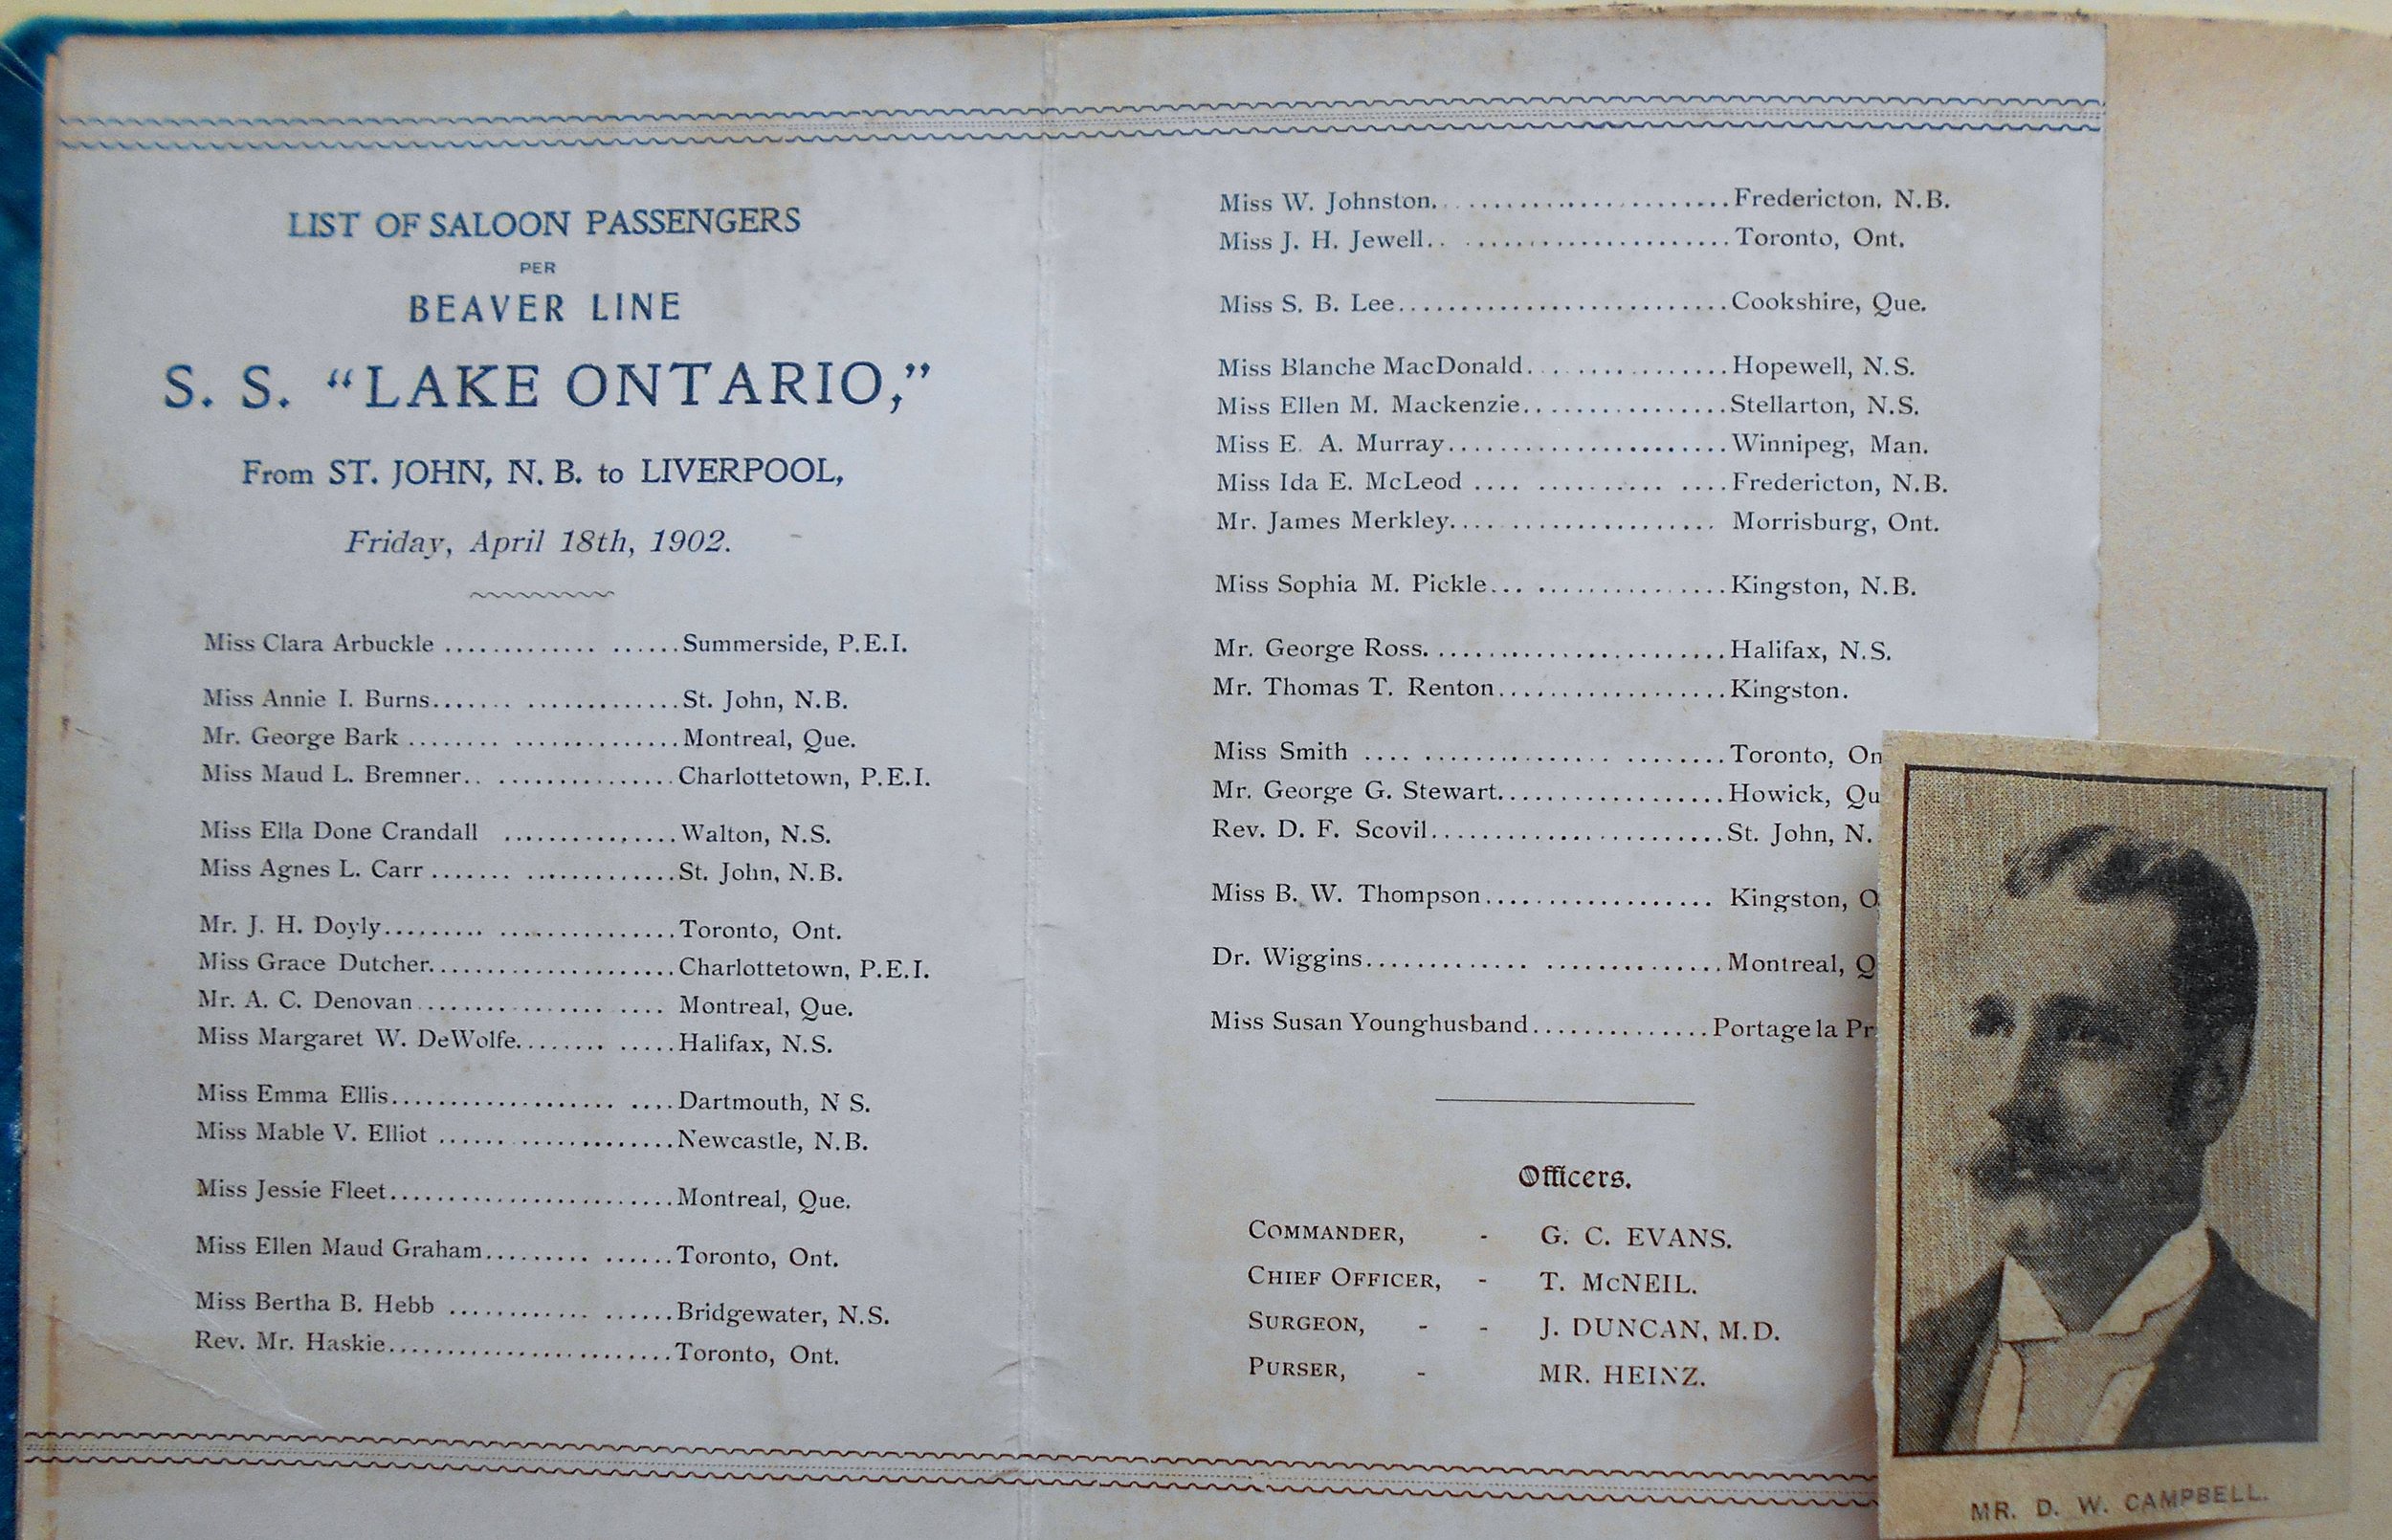 LIST OF SALOON PASSENGERS
PER
BEAVER LINE
S. S. "LAKE ONTARIO,"
From ST. JOHN, N. B. to LIVERPOOL,
Friday, April 18th, 1902.
Miss Clara Arbuckle ............. ......Summerside, P.E.I.
Miss Annie I. Burns....... .............St. John, N.B.
Mr. George Bark ........ ..............Montreal, Que.
Miss Maud L. Bremner.. ...............Charlottetown, P.E.I.
Miss Ella Done Crandall ...............Walton, N.S.
Miss Agnes L. Carr ....... .............St. John, N.B.
Mr. J. H. Doyly......... ...............Toronto, Ont.
Miss Grace Dutcher.....................Charlottetown, P.E.I.
Mr. A. C. Denovan ................ .... Montreal, Que.
Miss Margaret W. DeWolfe........ .....Halifax, N.S.
Miss Emma Ellis................... ....Dartmouth, N S.
Miss Mable V. Elliot ...... .............Newcastle, N.B.
Miss Jessie Fleet........................Montreal, Que.
Miss Ellen Maud Graham......... ......Toronto, Ont.
Miss Bertha B. Hebb ............ ......Bridgewater, N.S.
Rev. Mr. Haskie........................Toronto, Ont.
Miss W. Johnston.. .......................Fredericton, N.B.
Miss J. H. Jewell.. .......................Toronto, Ont.
Miss S. B. Lee............................Cookshire, Que.
Miss Blanche MacDonald. . ...............Hopewell, N.S.
Miss Ellen M. Mackenzie..................Stellarton, N.S.
Miss E. A. Murray........................Winnipeg, Man.
Miss Ida E. McLeod .... ........... ....Fredericton, N.B.
Mr. James Merkley.... .................. Morrisburg, Ont.
Miss Sophia M. Pickle... ................Kingston, N.B.
Mr. George Ross. .........................Halifax, N.S.
Mr. Thomas T. Renton....................Kingston.
Miss Smith .... ................ ........Toronto, On
Mr. George G. Stewart...................Howick, Qu
Rev. D. F. Scovil.........................St. John, N.
Miss B. W. Thompson.................... Kingston, O
Dr. Wiggins.............. ...............Montreal, Q
Miss Susan Younghusband...............Portage la Pr
Officers.
COMMANDER, - G. C. EVANS.
CHIEF OFFICER, - T. McNEIL.
SURGEON, - - J. DUNCAN, M.D.
PURSER, - MR. HEINZ.
MR. D. W. CAMPBELL.